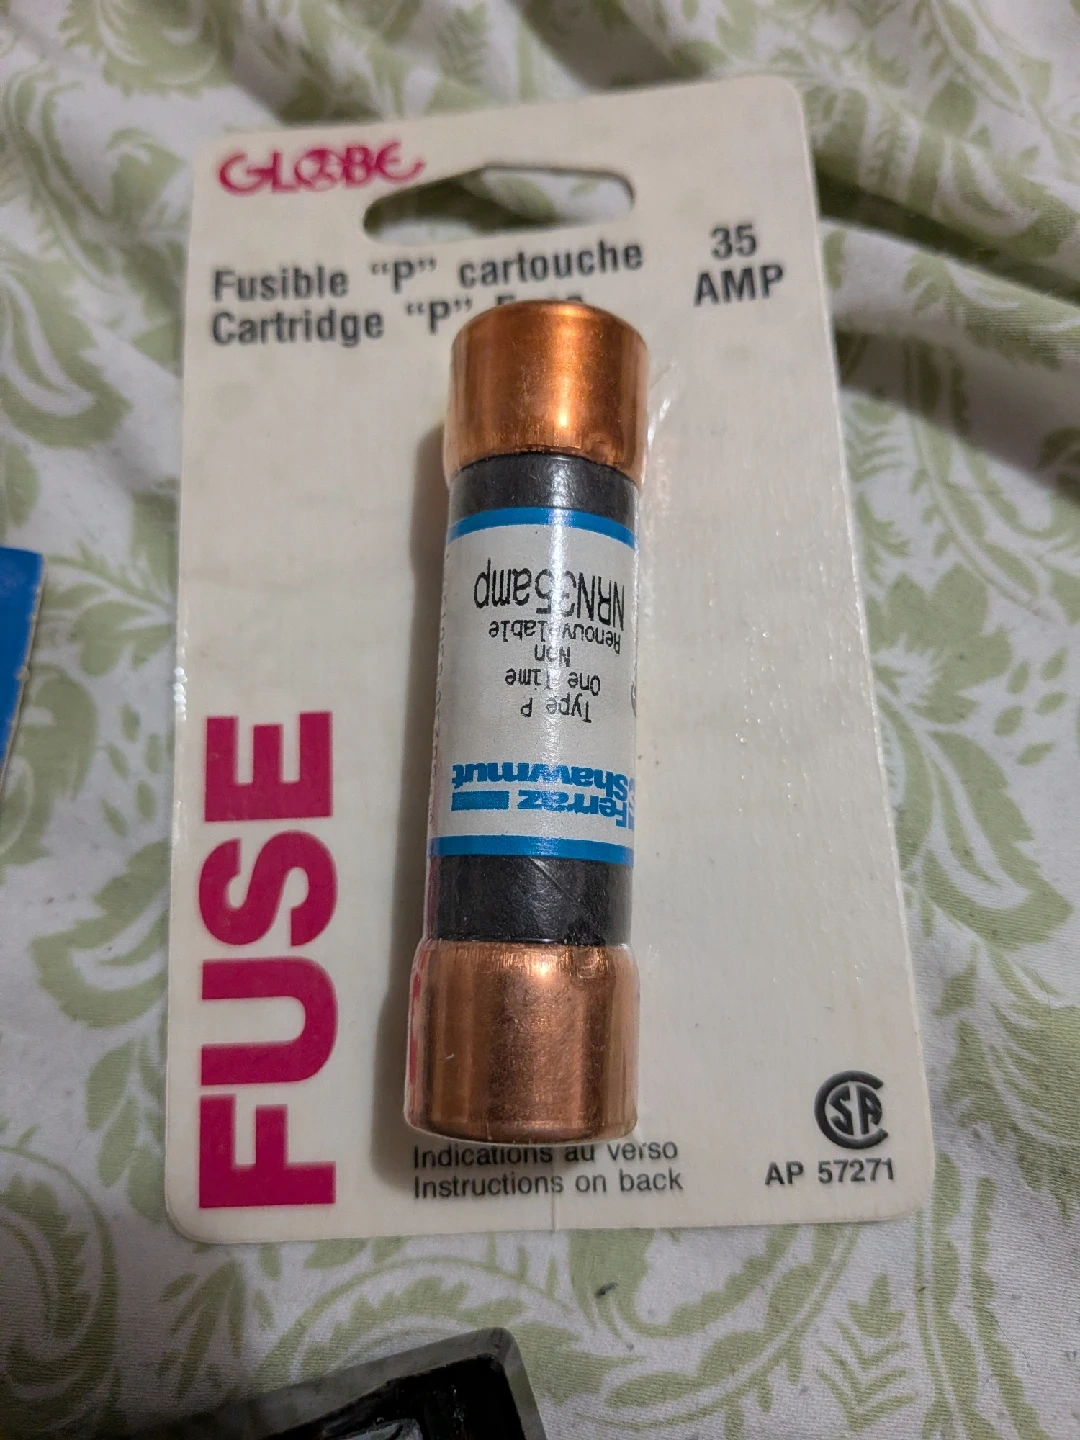 GLOBE
Fusible "P" cartouche
Cartridge "P"
35
AMP
FUSE
NRN35amp
Renouvelable
Non
One Time
Type P
Shawmut
Ferraz
Indications au verso
Instructions on back
CSA
AP 57271